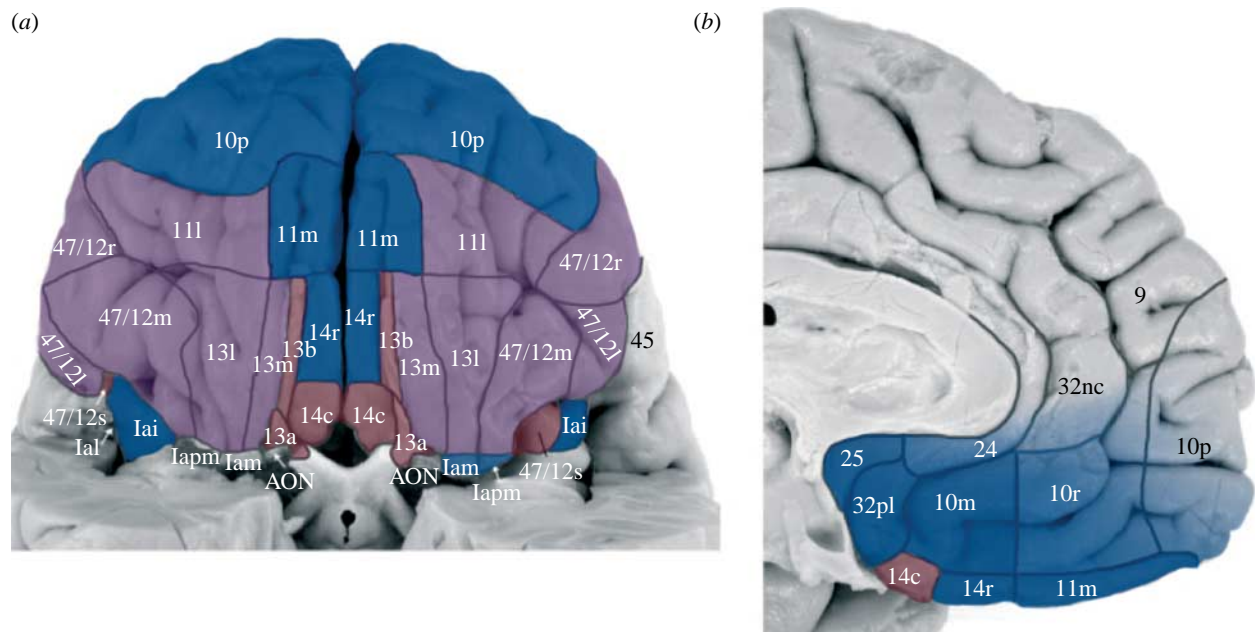 (a)
10p
10p
11l
11m
11m
11l
47/12r
47/12r
47/12m
14r
14r
13b
13b
47/12m
47/12l
13l
13m
13m
13l
47/12l
45
47/12s
14c
14c
Ial
Iai
13a
13a
Iai
Iapm
Iam
AON
AON
Iam
Iapm
47/12s
(b)
9
32nc
10p
25
24
32pl
10m
10r
14c
14r
11m